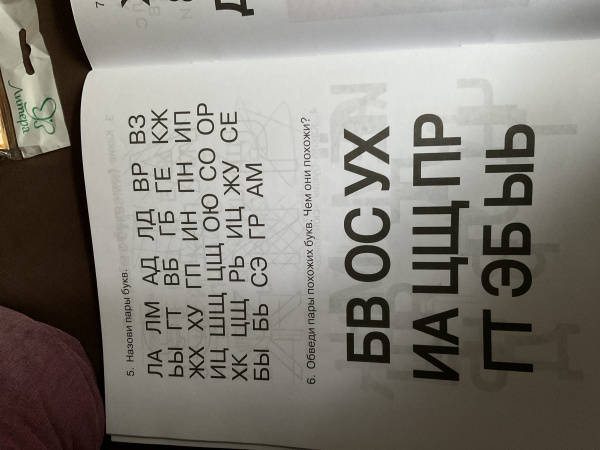 5. Назови пары букв.
ЛА ЛМ АД ЛД ВР ВЗ
ЬЫ ГТ ВБ ГБ ГЕ КЖ
ЖХ ХУ ГП ИН ПН ИП
ИЦ ШЩ ЦЩ ОЮ СО ОР
ХК ЦЩ РЬ ИЦ ЖУ СЕ
БЫ БЬ СЭ ГР АМ
6. Обведи пары похожих букв. Чем они похожи?
БВ ОС УХ
ИА ЦЩ ПР
ГТ ЭБ ЫЬ
Литера